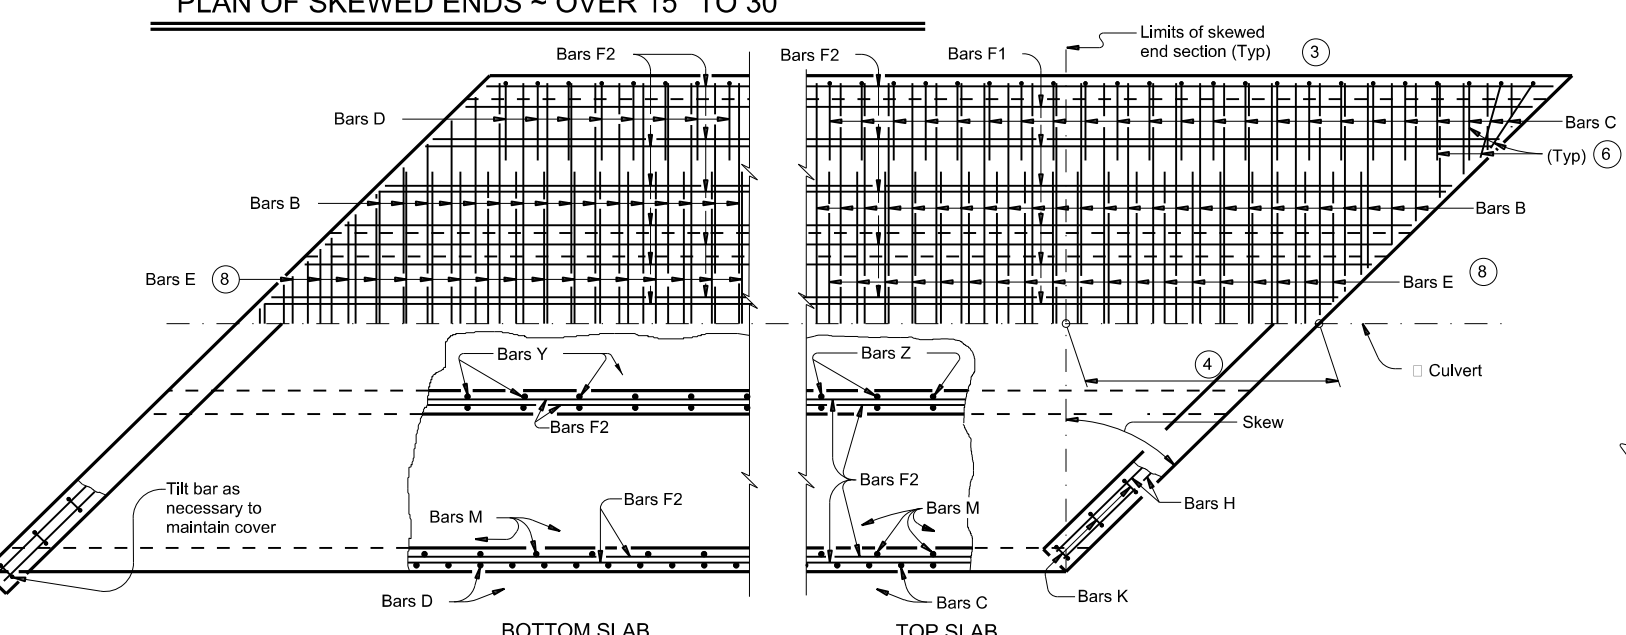 PLAN OF SKEWED ENDS ~ OVER 15° TO 30°
Limits of skewed
end section (Typ)
3
Bars F2
Bars F2
Bars F1
Bars D
Bars C
(Typ) 6
Bars B
Bars B
Bars E 8
Bars E
8
Bars Y
Bars Z
4
Culvert
Bars F2
Skew
Tilt bar as
necessary to
maintain cover
Bars M
Bars F2
Bars F2
Bars M
Bars H
Bars D
Bars C
Bars K
BOTTOM SLAB
TOP SLAB